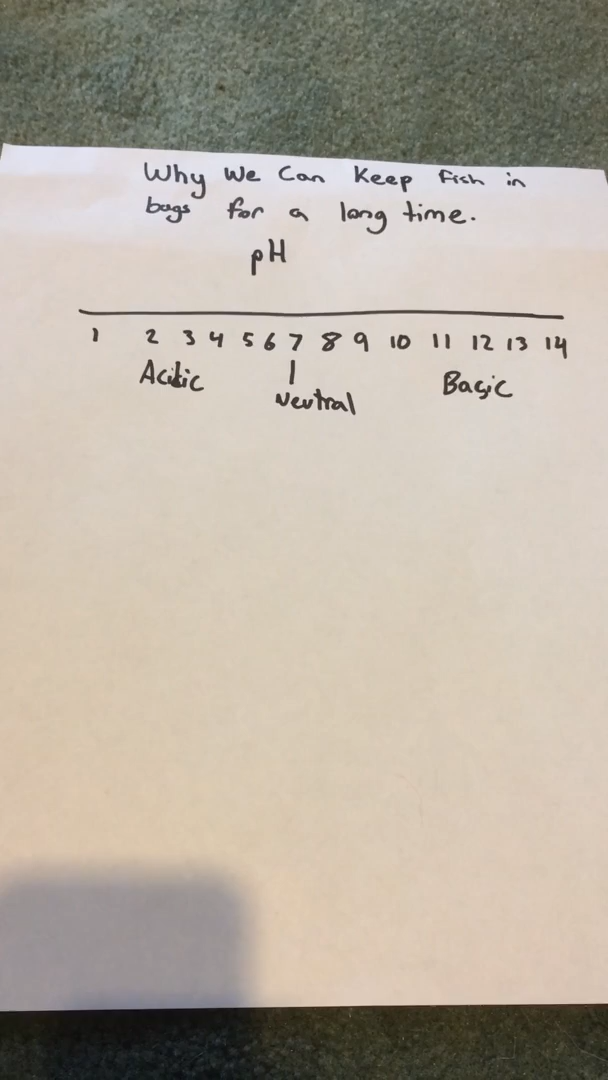 Why We Can Keep fish in
bags for a long time.
pH
1 2 3 4 5 6 7 8 9 10 11 12 13 14
Acidic Basic
Neutral